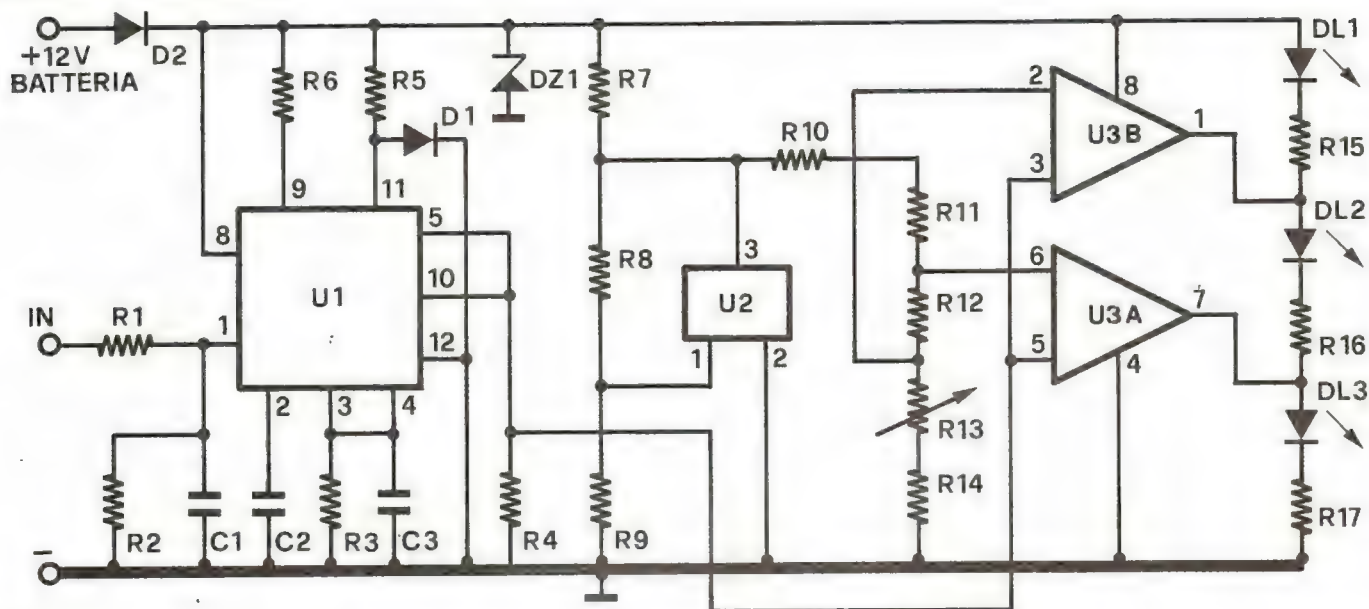 +12V
BATTERIA
D2
R6
R5
D1
DZ1
R7
R10
2
8
U3B
1
3
DL1
R15
9
11
8
5
U1
10
12
1
IN
R1
R8
3
U2
1
2
R11
R12
R13
R14
6
U3A
7
5
4
DL2
R16
DL3
R17
2
3
4
R2
C1
C2
R3
C3
R4
R9
−